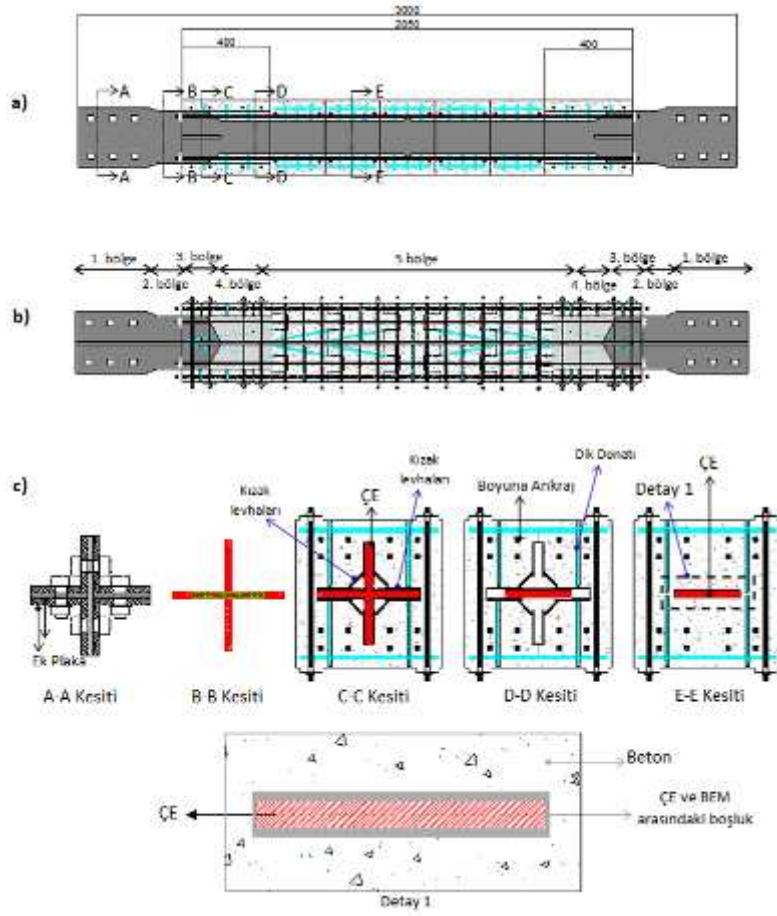 3000
2050
400
400
a)
A B C D E
A B C D E
1. bölge 3. bölge 5 bölge 3. bölge 1. bölge
2. bölge 4. bölge 4. bölge 2. bölge
b)
c)
Kızak levhaları
ÇE
Kızak levhaları
Boyuna Ankraj
Dik Donatı
Detay 1
ÇE
Ek Plaka
A-A Kesiti B-B Kesiti C-C Kesiti D-D Kesiti E-E Kesiti
Beton
ÇE
ÇE ve BEM
arasındaki boşluk
Detay 1